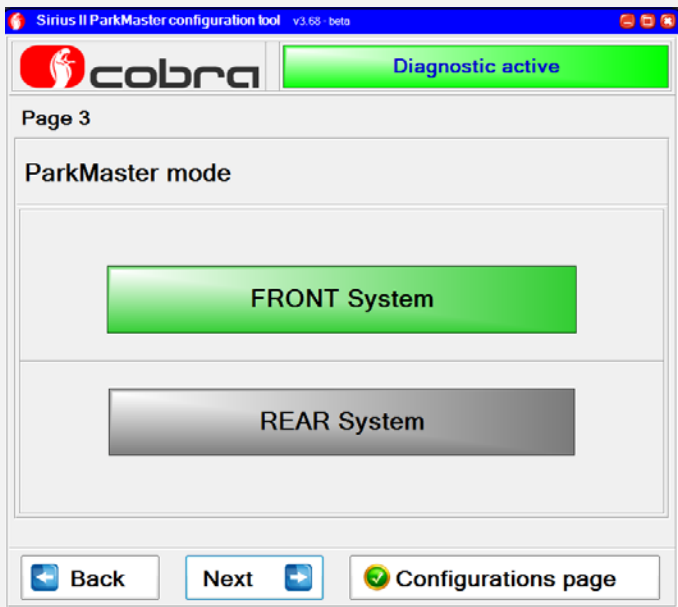 Sirius II ParkMaster configuration tool v3.68 - beta
cobra
Diagnostic active
Page 3
ParkMaster mode
FRONT System
REAR System
Back
Next
Configurations page